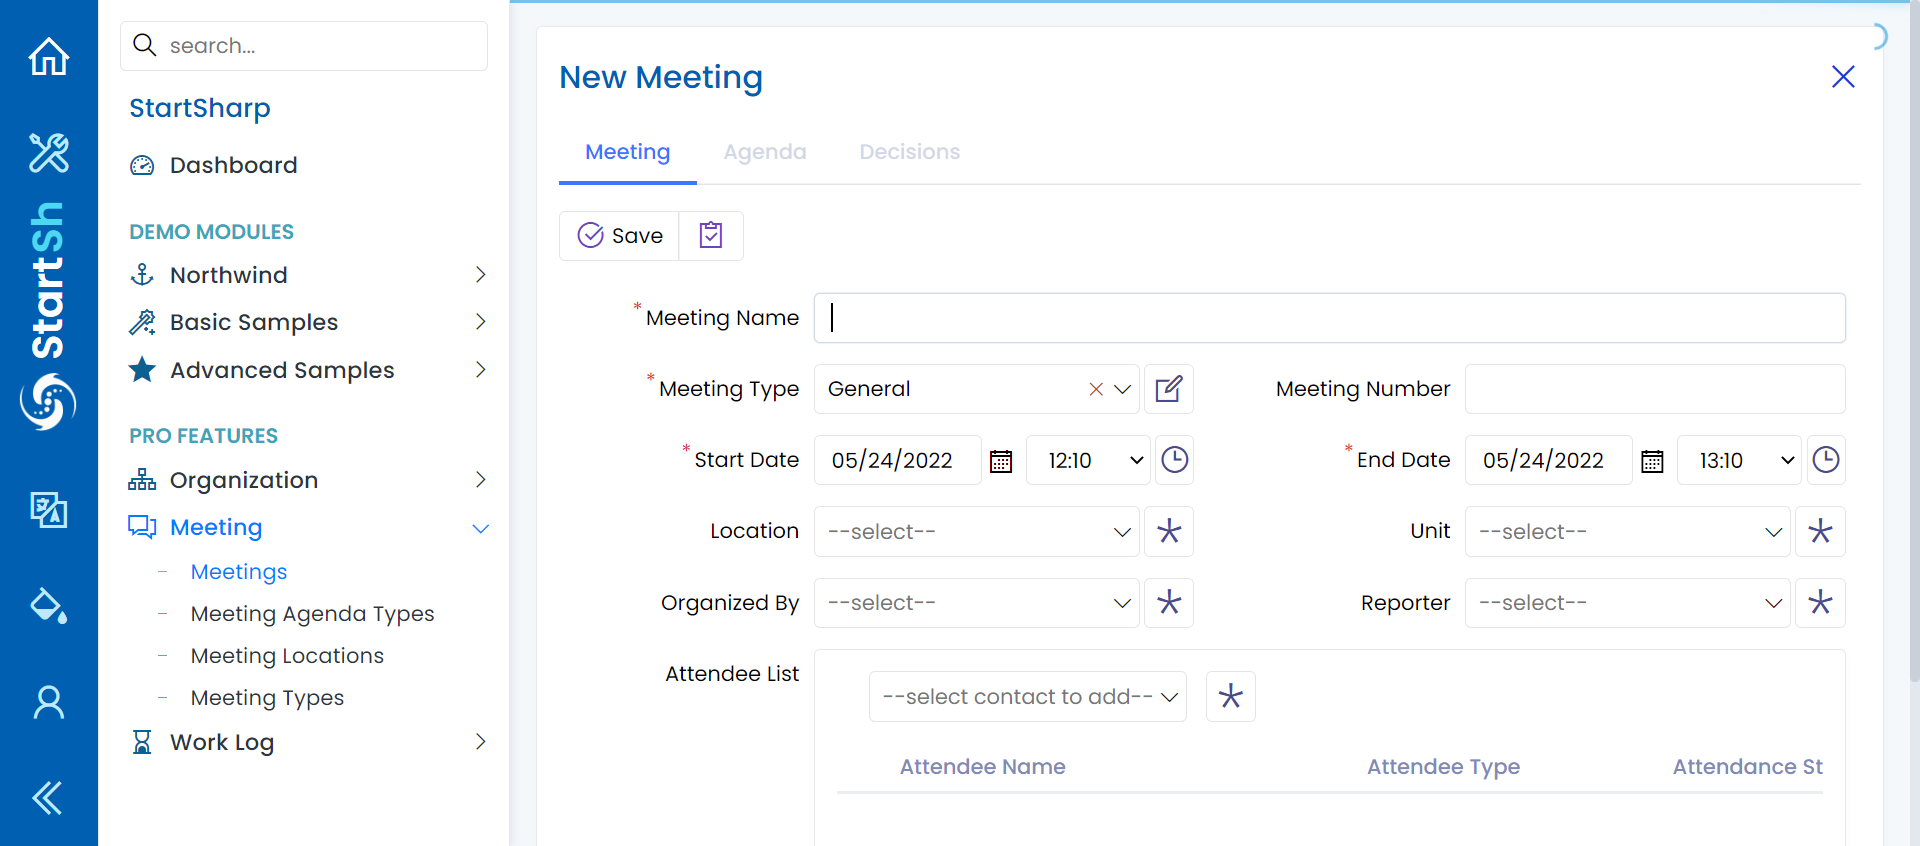 StartSh
search...
StartSharp
Dashboard
DEMO MODULES
Northwind
Basic Samples
Advanced Samples
PRO FEATURES
Organization
Meeting
Meetings
Meeting Agenda Types
Meeting Locations
Meeting Types
Work Log
New Meeting
Meeting Agenda Decisions
Save
* Meeting Name
* Meeting Type General Meeting Number
* Start Date 05/24/2022 12:10 * End Date 05/24/2022 13:10
Location --select-- Unit --select--
Organized By --select-- Reporter --select--
Attendee List
--select contact to add--
Attendee Name Attendee Type Attendance St